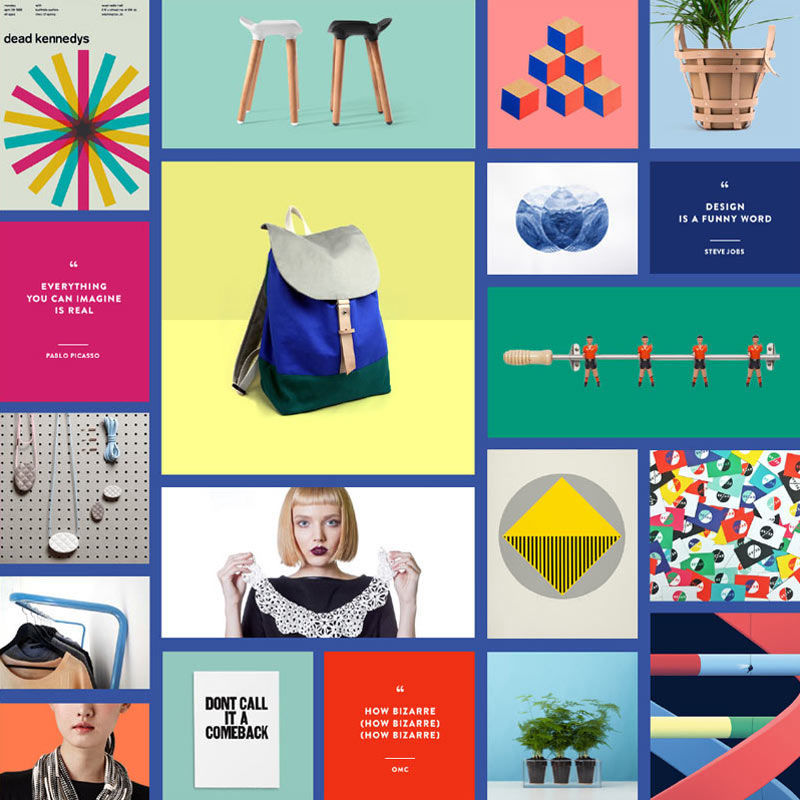 dead kennedys
“
DESIGN
IS A FUNNY WORD
STEVE JOBS
“
EVERYTHING
YOU CAN IMAGINE
IS REAL
PABLO PICASSO
DONT CALL
IT A
COMEBACK
“
HOW BIZARRE
(HOW BIZARRE)
(HOW BIZARRE)
OMC